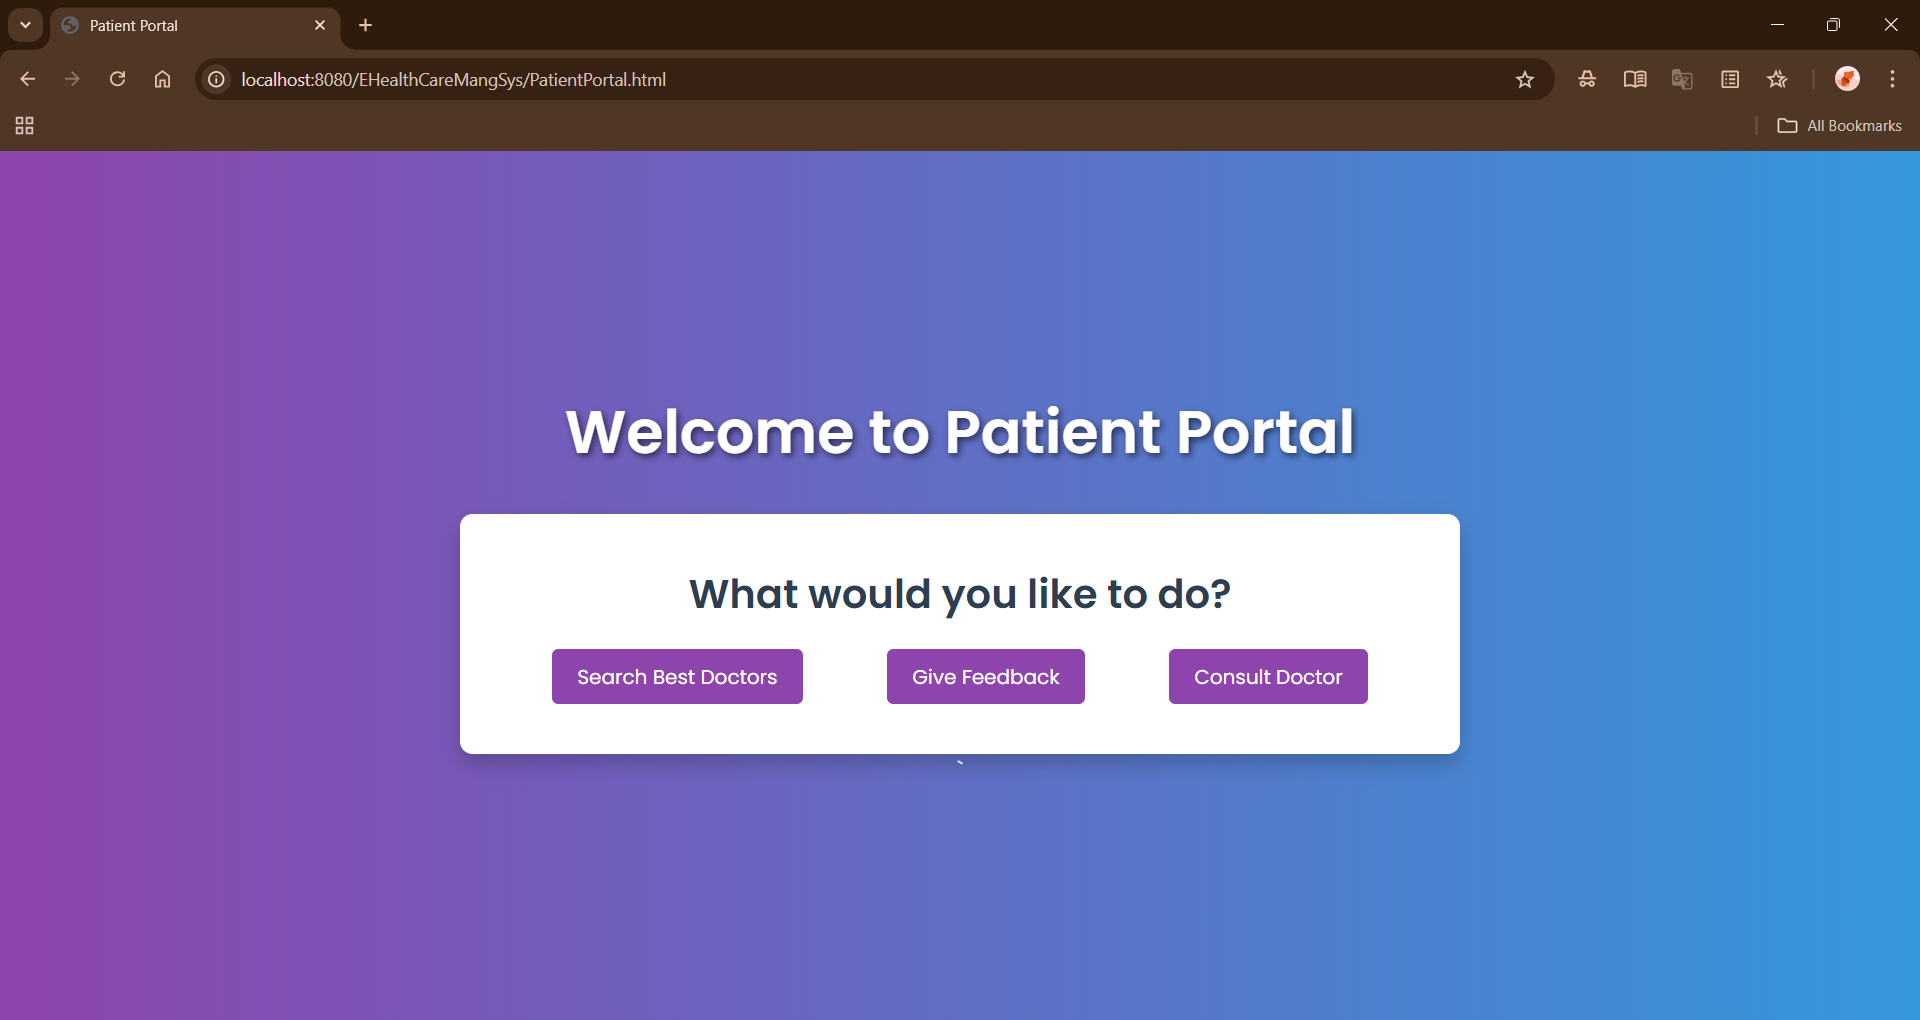 Patient Portal
localhost:8080/EHealthCareMangSys/PatientPortal.html
All Bookmarks
Welcome to Patient Portal
What would you like to do?
Search Best Doctors
Give Feedback
Consult Doctor